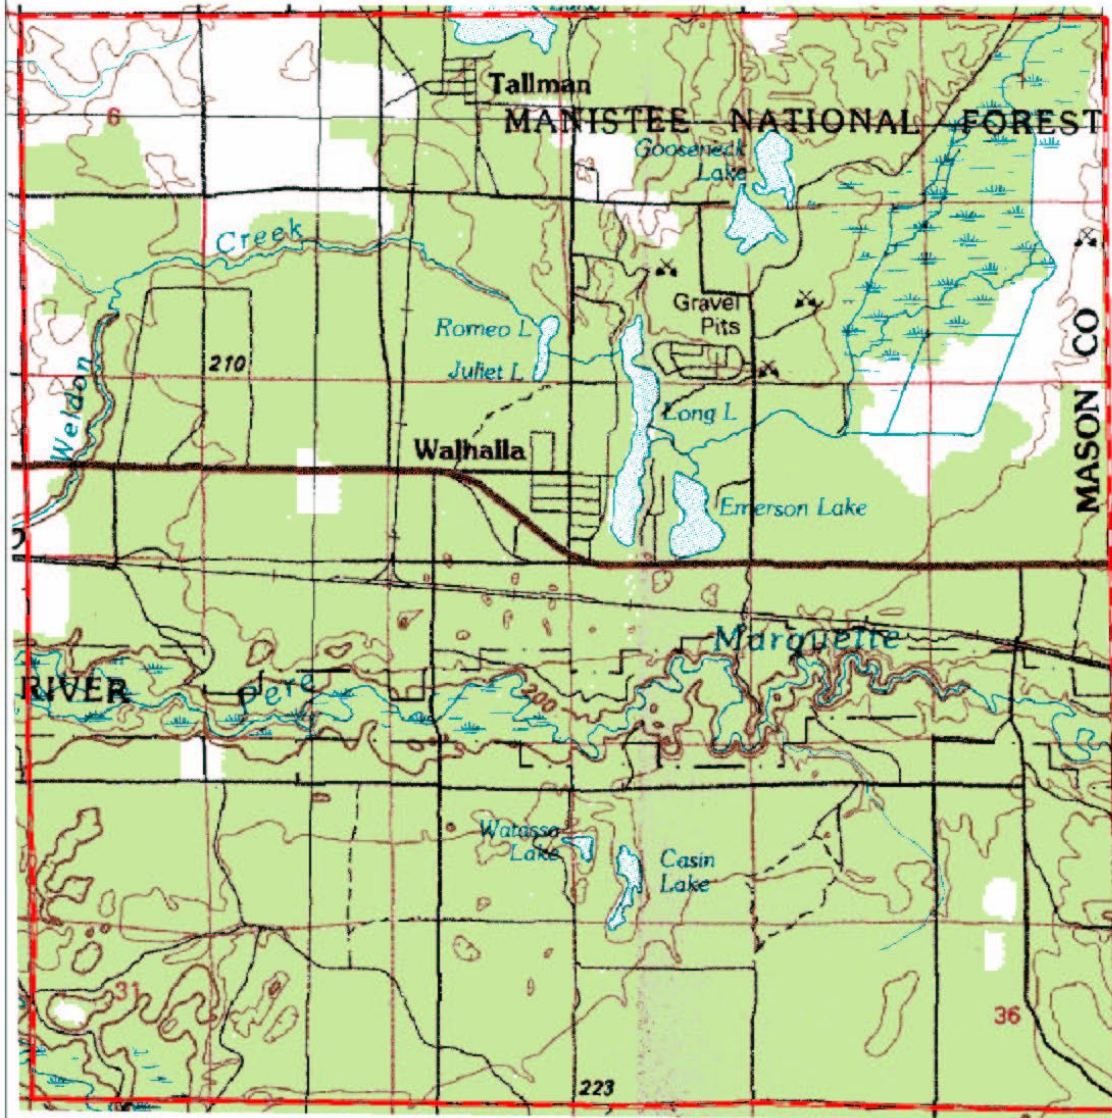 Tallman
MANISTEE NATIONAL FOREST
6
Gooseneck
Lake
Creek
Gravel
Pits
Romeo L
Juliet L
210
Long L
Weldon
MASON CO
Walhalla
Emerson Lake
Marquette
RIVER
Pere
200
Watassa
Lake
Casin
Lake
31
36
223